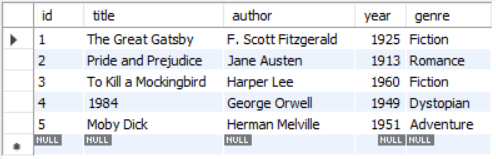 id title author year genre
1 The Great Gatsby F. Scott Fitzgerald 1925 Fiction
2 Pride and Prejudice Jane Austen 1913 Romance
3 To Kill a Mockingbird Harper Lee 1960 Fiction
4 1984 George Orwell 1949 Dystopian
5 Moby Dick Herman Melville 1951 Adventure
NULL NULL NULL NULL NULL